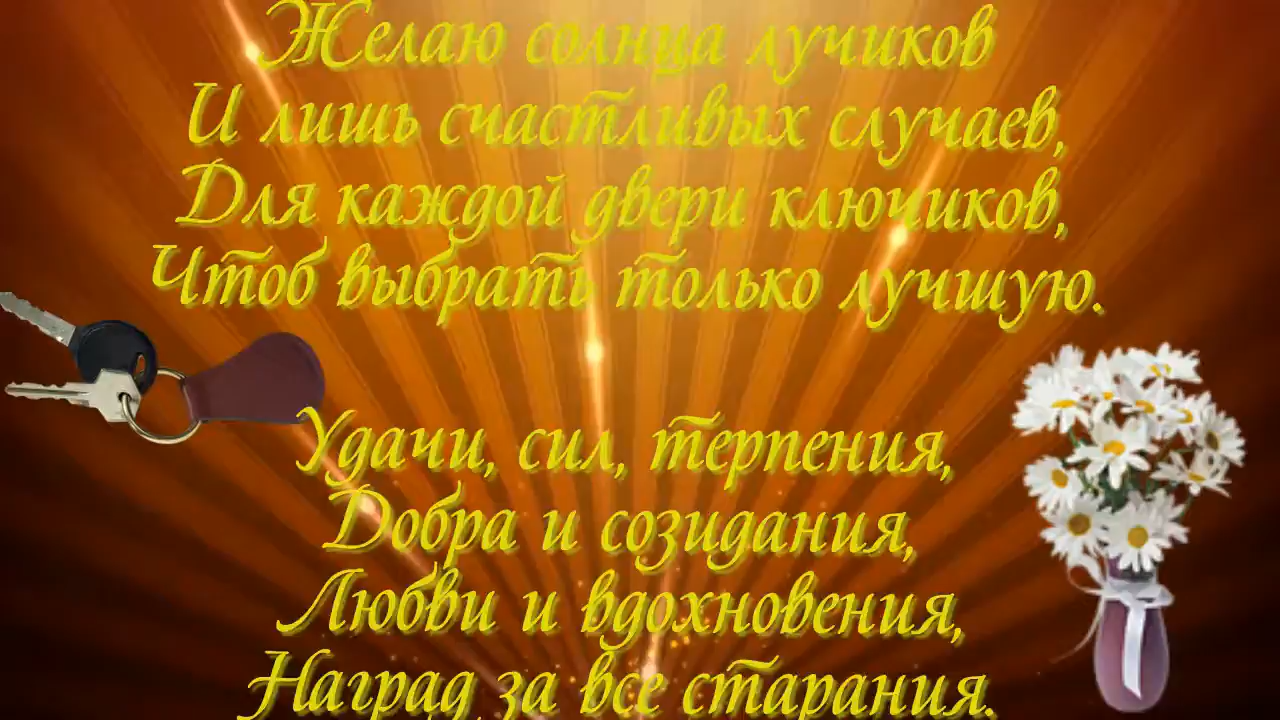 Желаю солнца лучиков
И лишь счастливых случаев,
Для каждой двери ключиков,
Чтоб выбрать только лучшую.
Удачи, сил, терпения,
Добра и созидания,
Любви и вдохновения,
Наград за все старания.